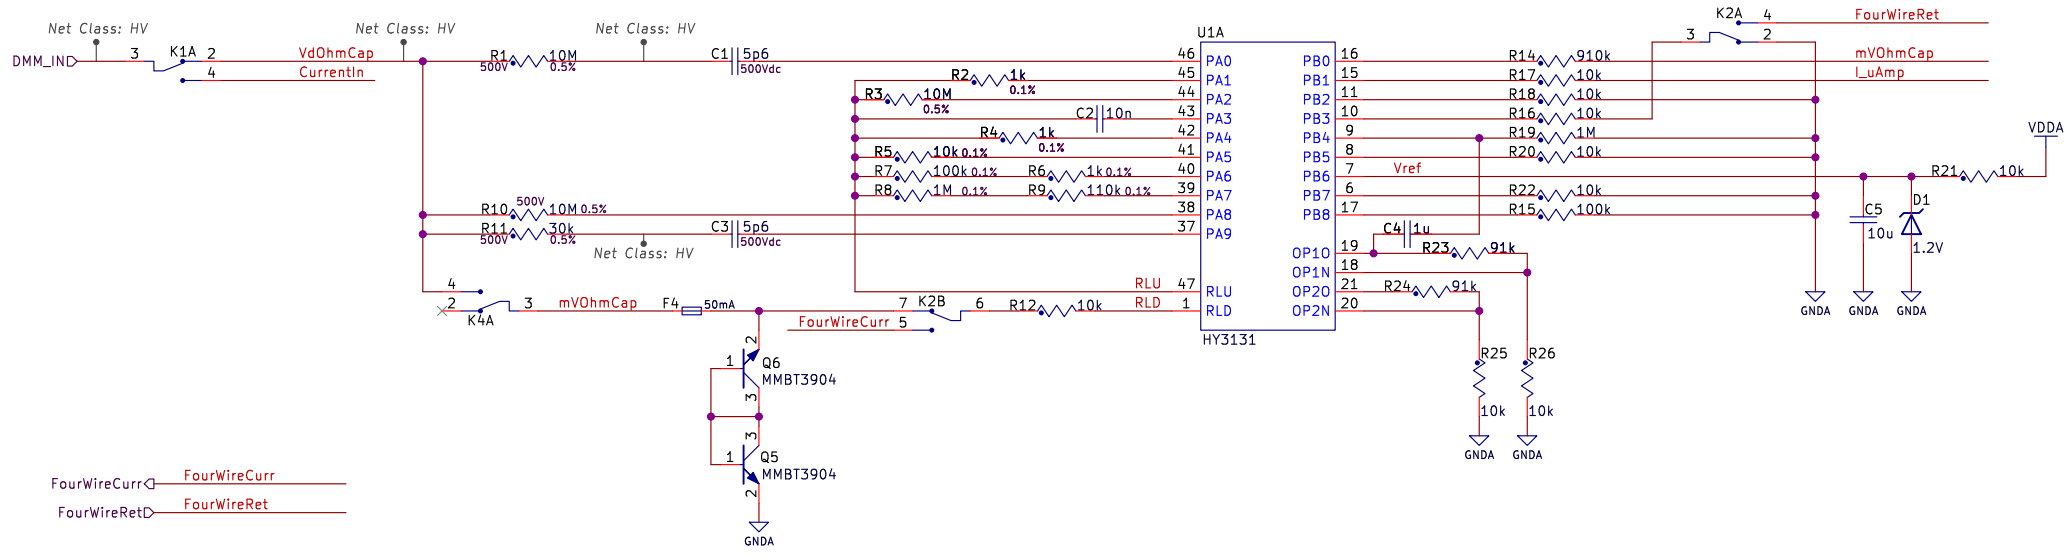 Net Class: HV
Net Class: HV
Net Class: HV
DMM_IN
3
K1A
2
VdOhmCap
4
CurrentIn
R1
10M
500V
0.5%
C1
5p6
500Vdc
R2
1k
0.1%
R3
10M
0.5%
C2
10n
R4
1k
0.1%
R5
10k
0.1%
R7
100k
0.1%
R6
1k
0.1%
R8
1M
0.1%
R9
110k
0.1%
500V
R10
10M
0.5%
R11
30k
500V
0.5%
C3
5p6
500Vdc
Net Class: HV
4
2
K4A
3
mVOhmCap
F4
50mA
7
K2B
6
5
FourWireCurr
R12
10k
RLU
RLD
U1A
46
PA0
45
PA1
44
PA2
43
PA3
42
PA4
41
PA5
40
PA6
39
PA7
38
PA8
37
PA9
47
RLU
1
RLD
HY3131
PB0
16
PB1
15
PB2
11
PB3
10
PB4
9
PB5
8
PB6
7
PB7
6
PB8
17
OP1O
19
OP1N
18
OP2O
21
OP2N
20
R14
910k
R17
10k
R18
10k
R16
10k
R19
1M
R20
10k
Vref
R22
10k
R15
100k
C4
1u
R23
91k
R24
91k
R25
10k
GNDA
R26
10k
GNDA
K2A
3
4
2
FourWireRet
mVOhmCap
I_uAmp
GNDA
C5
10u
GNDA
D1
1.2V
GNDA
R21
10k
VDDA
2
1
Q6
MMBT3904
3
3
1
Q5
MMBT3904
2
GNDA
FourWireCurr
FourWireCurr
FourWireRet
FourWireRet